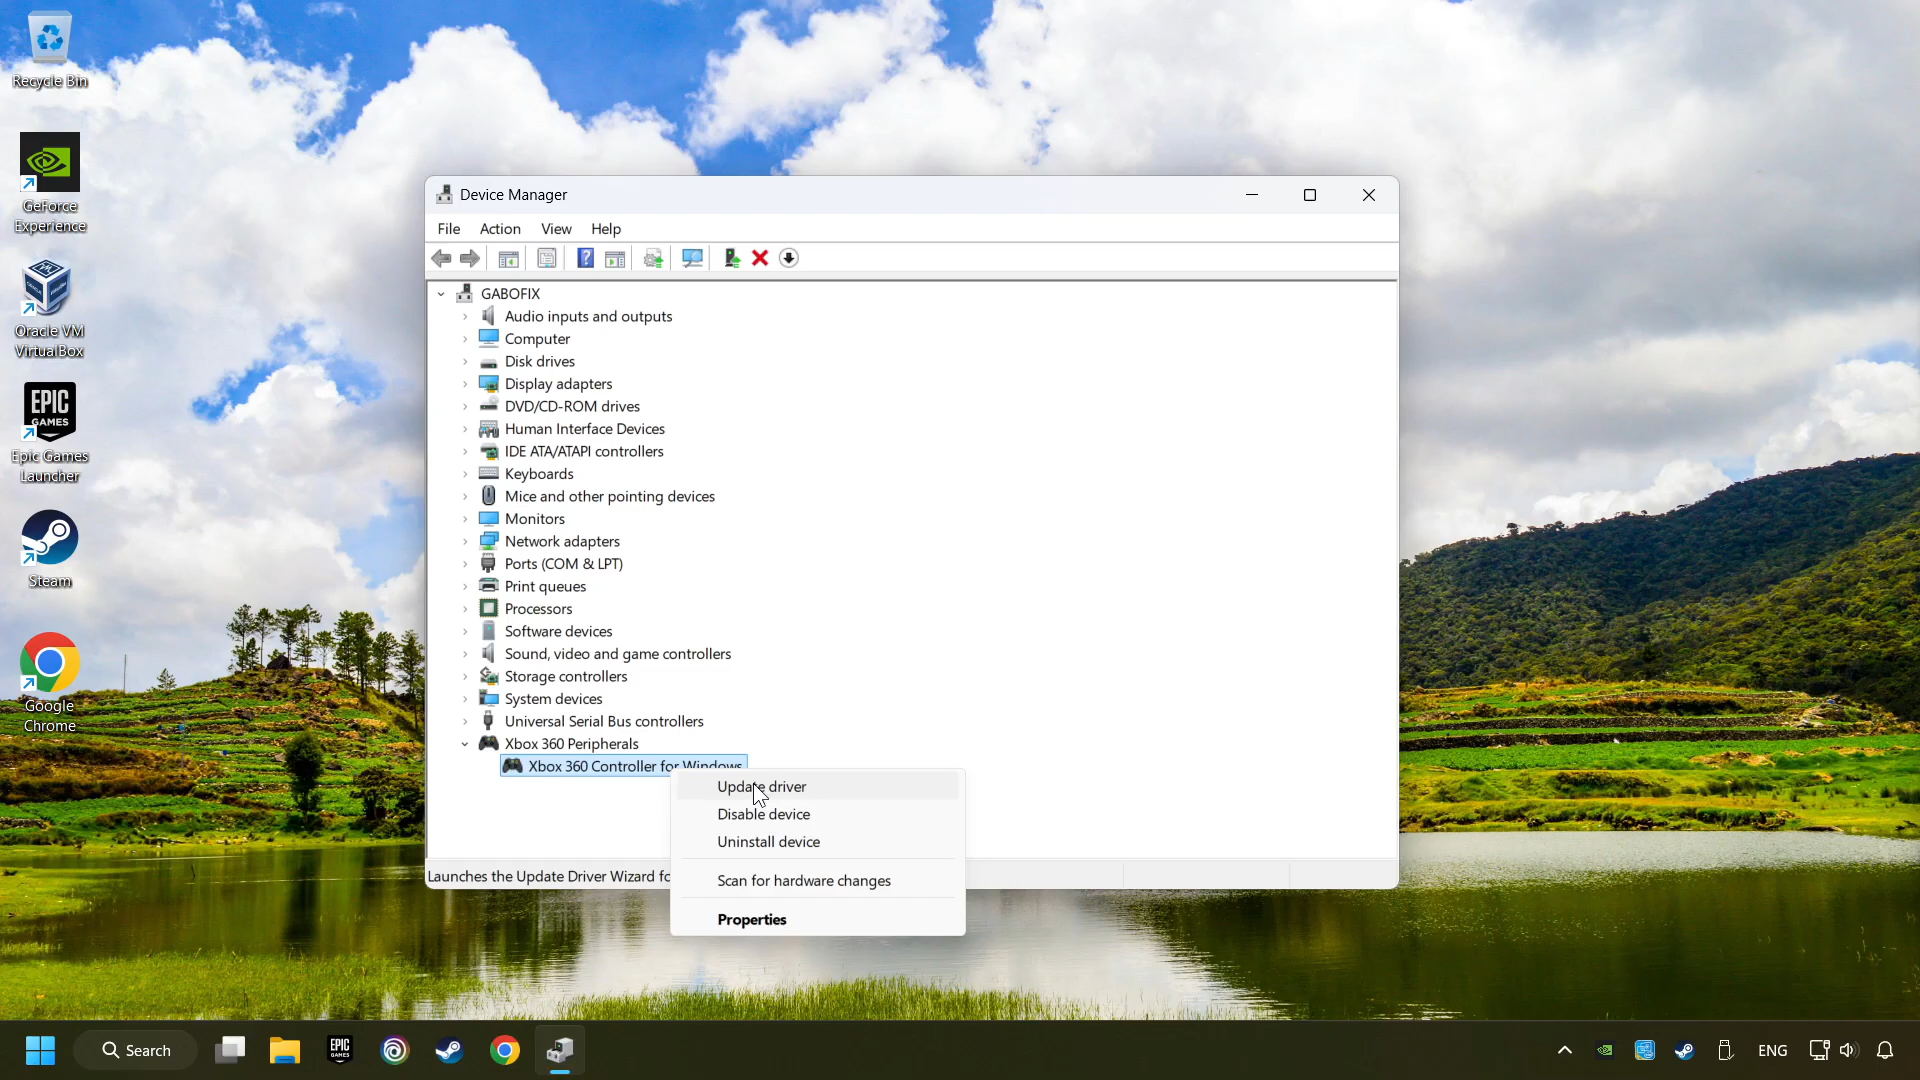 Recycle Bin
GeForce
Experience
Oracle VM
VirtualBox
EPIC
GAMES
Epic Games
Launcher
Steam
Google
Chrome
Device Manager
File Action View Help
GABOFIX
Audio inputs and outputs
Computer
Disk drives
Display adapters
DVD/CD-ROM drives
Human Interface Devices
IDE ATA/ATAPI controllers
Keyboards
Mice and other pointing devices
Monitors
Network adapters
Ports (COM & LPT)
Print queues
Processors
Software devices
Sound, video and game controllers
Storage controllers
System devices
Universal Serial Bus controllers
Xbox 360 Peripherals
Xbox 360 Controller for Windows
Update driver
Disable device
Uninstall device
Scan for hardware changes
Properties
Launches the Update Driver Wizard fo
Search
EPIC
GAMES
ENG